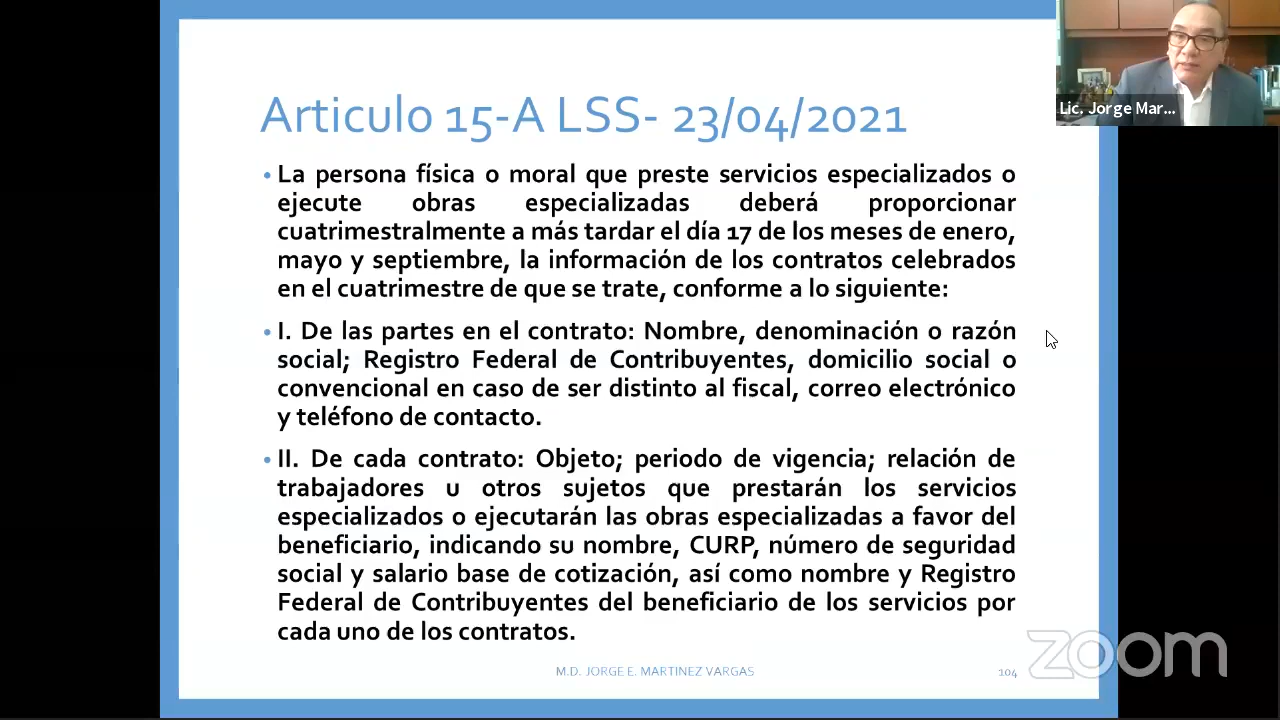 Articulo 15-A LSS- 23/04/2021
Lic. Jorge Mar...
• La persona física o moral que preste servicios especializados o
ejecute obras especializadas deberá proporcionar
cuatrimestralmente a más tardar el día 17 de los meses de enero,
mayo y septiembre, la información de los contratos celebrados
en el cuatrimestre de que se trate, conforme a lo siguiente:
• I. De las partes en el contrato: Nombre, denominación o razón
social; Registro Federal de Contribuyentes, domicilio social o
convencional en caso de ser distinto al fiscal, correo electrónico
y teléfono de contacto.
• II. De cada contrato: Objeto; periodo de vigencia; relación de
trabajadores u otros sujetos que prestarán los servicios
especializados o ejecutarán las obras especializadas a favor del
beneficiario, indicando su nombre, CURP, número de seguridad
social y salario base de cotización, así como nombre y Registro
Federal de Contribuyentes del beneficiario de los servicios por
cada uno de los contratos.
M.D. JORGE E. MARTINEZ VARGAS
104
zoom